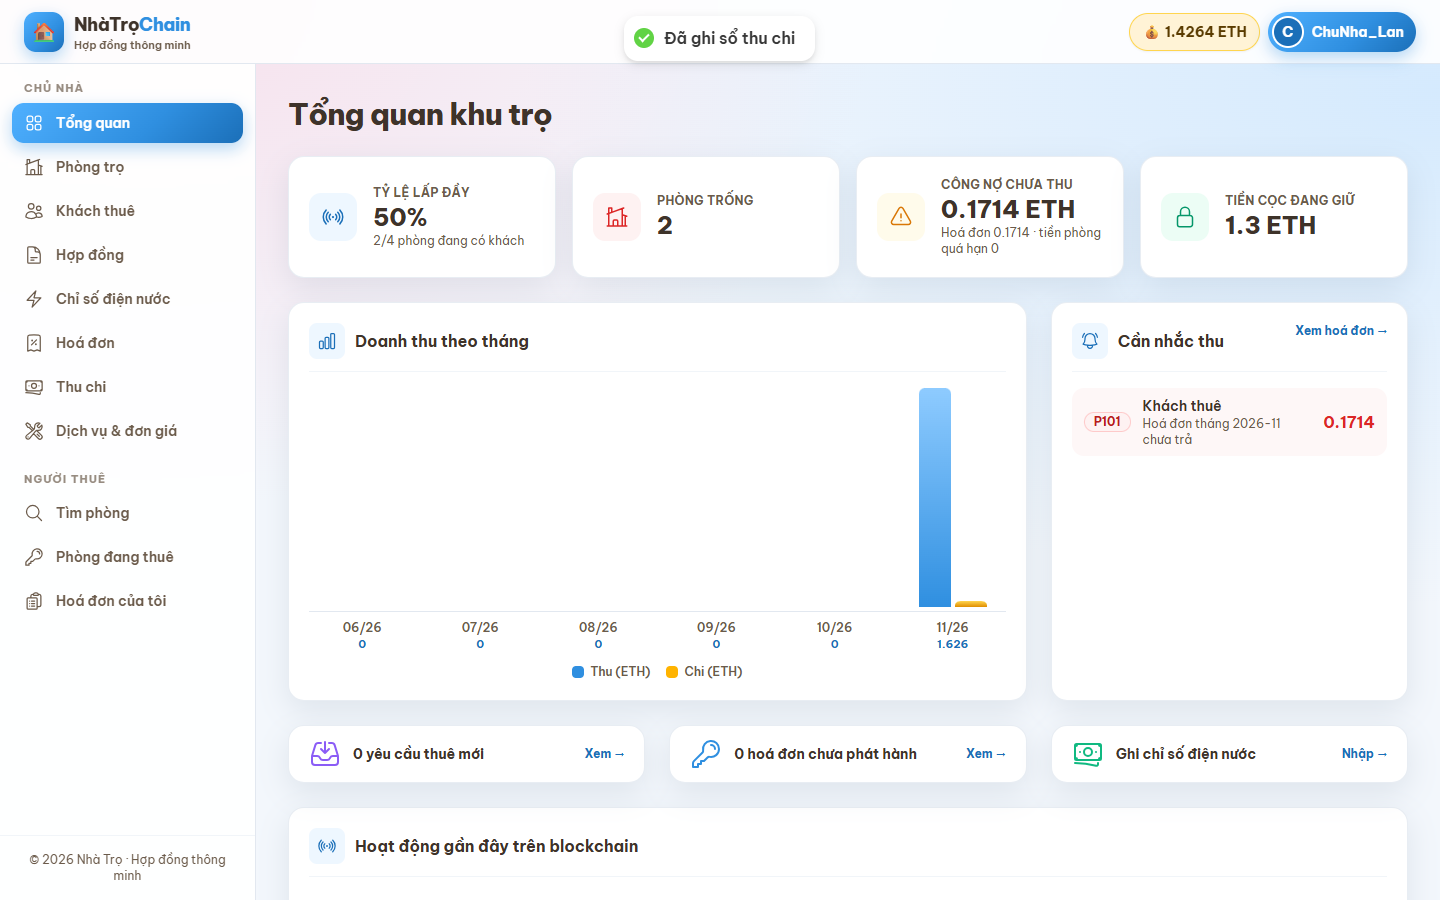 NhàTrọChain
Hợp đồng thông minh
Đã ghi sổ thu chi
1.4264 ETH
C
ChuNha_Lan
CHỦ NHÀ
Tổng quan
Phòng trọ
Khách thuê
Hợp đồng
Chỉ số điện nước
Hoá đơn
Thu chi
Dịch vụ & đơn giá
NGƯỜI THUÊ
Tìm phòng
Phòng đang thuê
Hoá đơn của tôi
© 2026 Nhà Trọ · Hợp đồng thông
minh
Tổng quan khu trọ
TỶ LỆ LẤP ĐẦY
50%
2/4 phòng đang có khách
PHÒNG TRỐNG
2
CÔNG NỢ CHƯA THU
0.1714 ETH
Hoá đơn 0.1714 · tiền phòng
quá hạn 0
TIỀN CỌC ĐANG GIỮ
1.3 ETH
Doanh thu theo tháng
06/26
0
07/26
0
08/26
0
09/26
0
10/26
0
11/26
1.626
Thu (ETH)
Chi (ETH)
Cần nhắc thu
Xem hoá đơn →
P101
Khách thuê
Hoá đơn tháng 2026-11
chưa trả
0.1714
0 yêu cầu thuê mới
Xem →
0 hoá đơn chưa phát hành
Xem →
Ghi chỉ số điện nước
Nhập →
Hoạt động gần đây trên blockchain